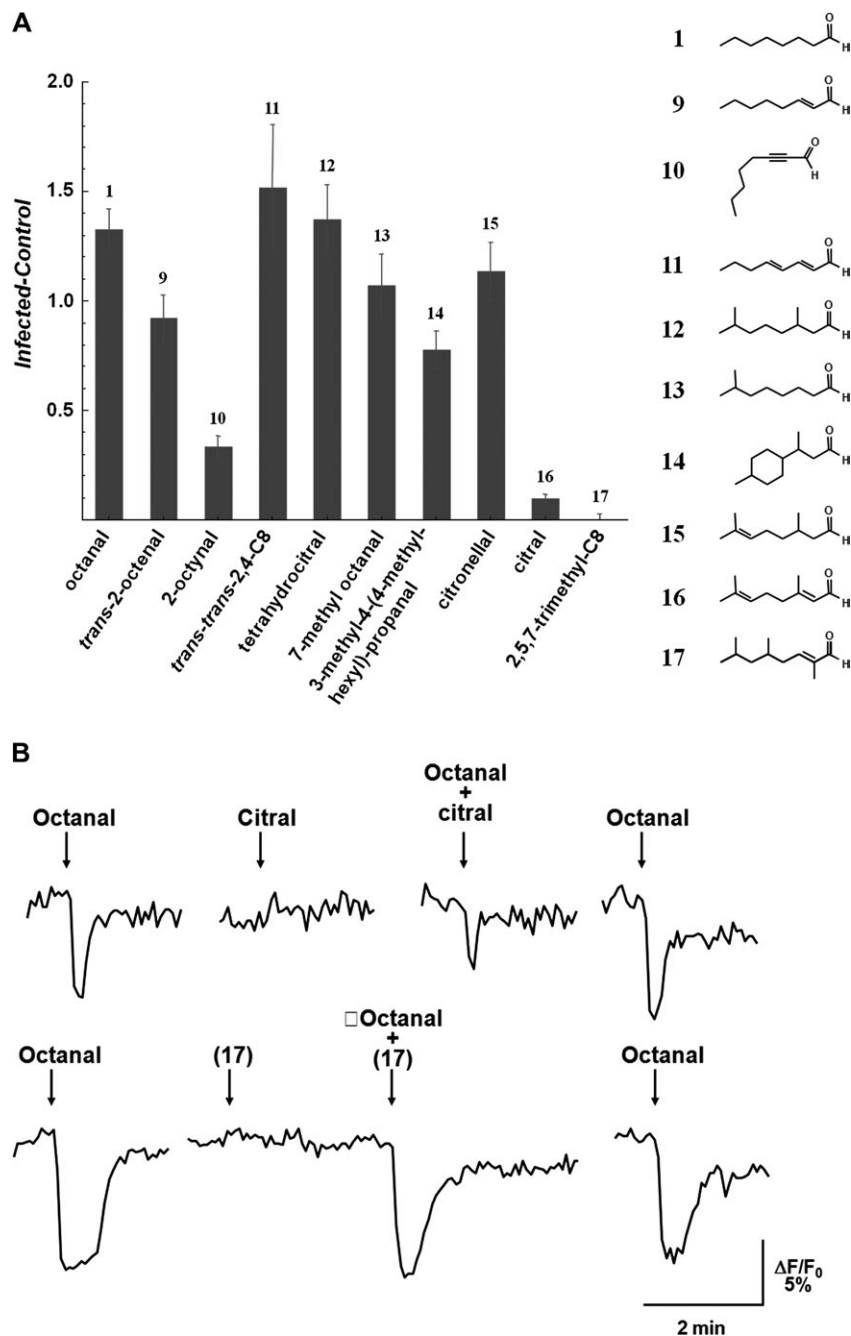 A
Infected-Control
2.0
1.5
1.0
0.5
1
9
10
11
12
13
14
15
16
17
octanal
trans-2-octenal
2-octynal
trans-trans-2,4-C8
tetrahydrocitral
7-methyl octanal
3-methyl-4-(4-methyl-
hexyl)-propanal
citronellal
citral
2,5,7-trimethyl-C8
1
O
H
9
O
H
10
O
H
11
O
H
12
O
H
13
O
H
14
O
H
15
O
H
16
O
H
17
O
H
B
Octanal
Citral
Octanal
+
citral
Octanal
Octanal
(17)
□Octanal
+
(17)
Octanal
ΔF/F0
5%
2 min